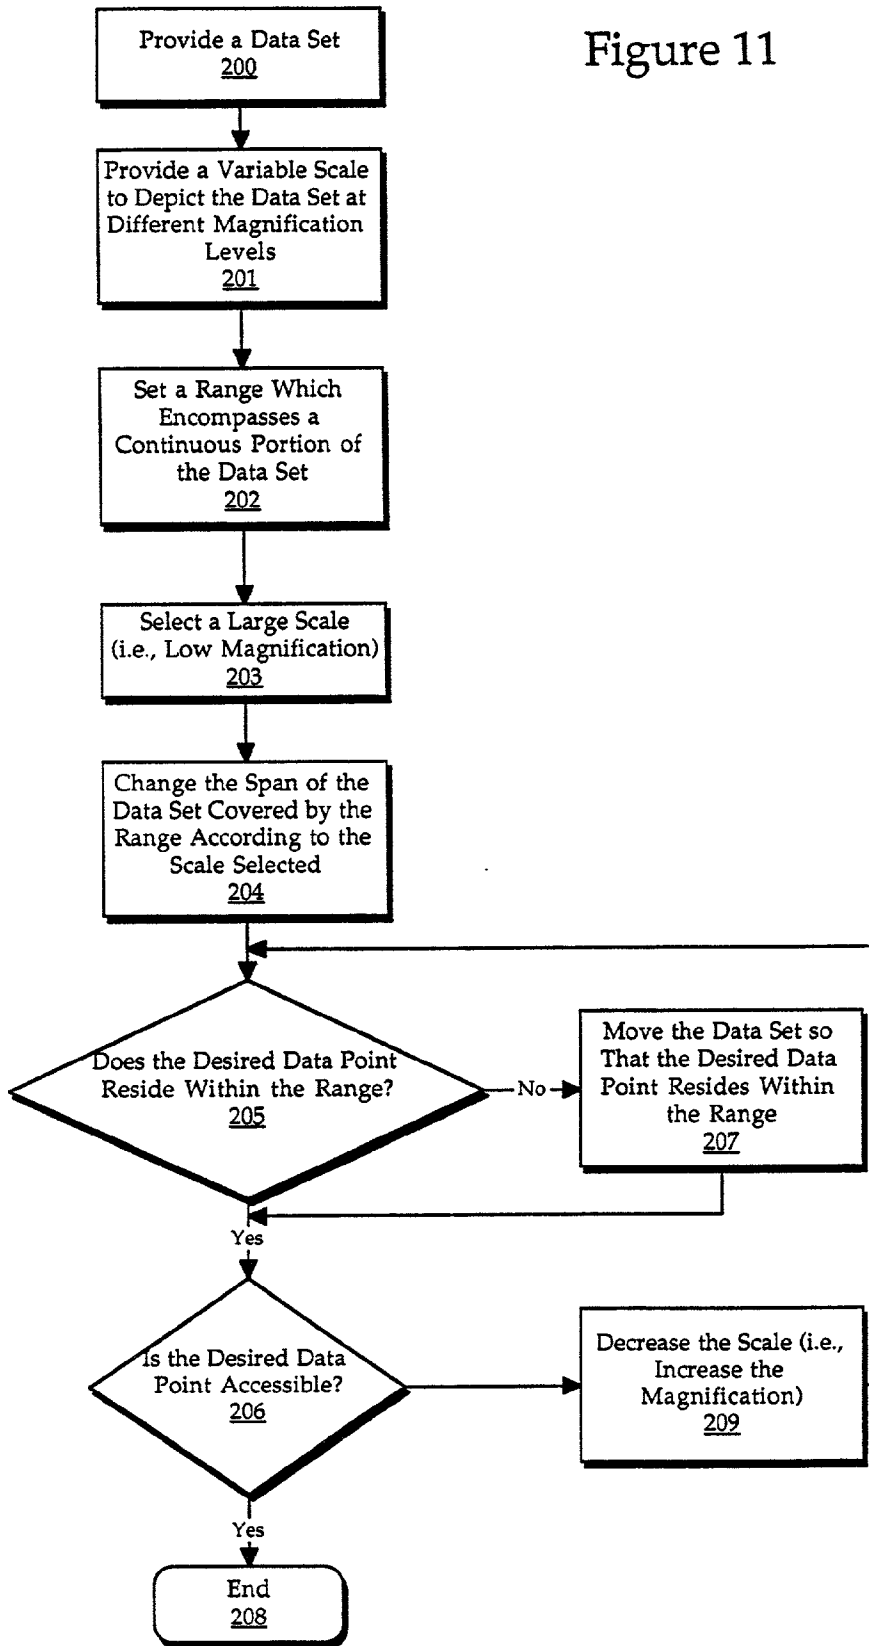 Figure 11
Provide a Data Set
200
Provide a Variable Scale
to Depict the Data Set at
Different Magnification
Levels
201
Set a Range Which
Encompasses a
Continuous Portion of
the Data Set
202
Select a Large Scale
(i.e., Low Magnification)
203
Change the Span of the
Data Set Covered by the
Range According to the
Scale Selected
204
Does the Desired Data Point
Reside Within the Range?
205
No
Move the Data Set so
That the Desired Data
Point Resides Within
the Range
207
Yes
Is the Desired Data
Point Accessible?
206
Decrease the Scale (i.e.,
Increase the
Magnification)
209
Yes
End
208